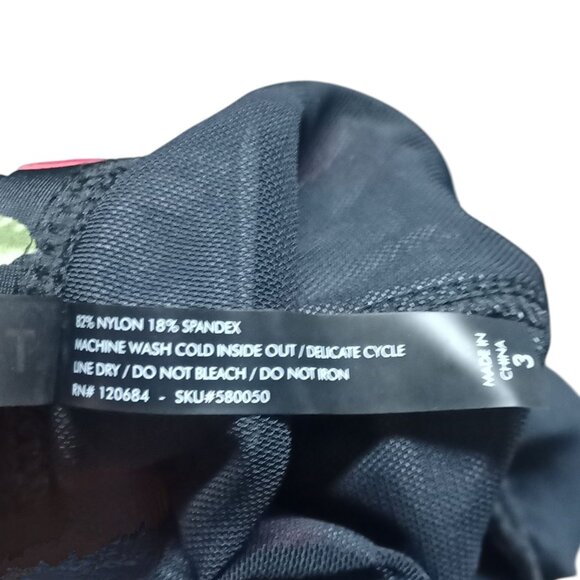 82% NYLON 18% SPANDEX
MACHINE WASH COLD INSIDE OUT / DELICATE CYCLE
LINE DRY / DO NOT BLEACH / DO NOT IRON
RN# 120684 - SKU#580050
MADE IN
CHINA
3
T